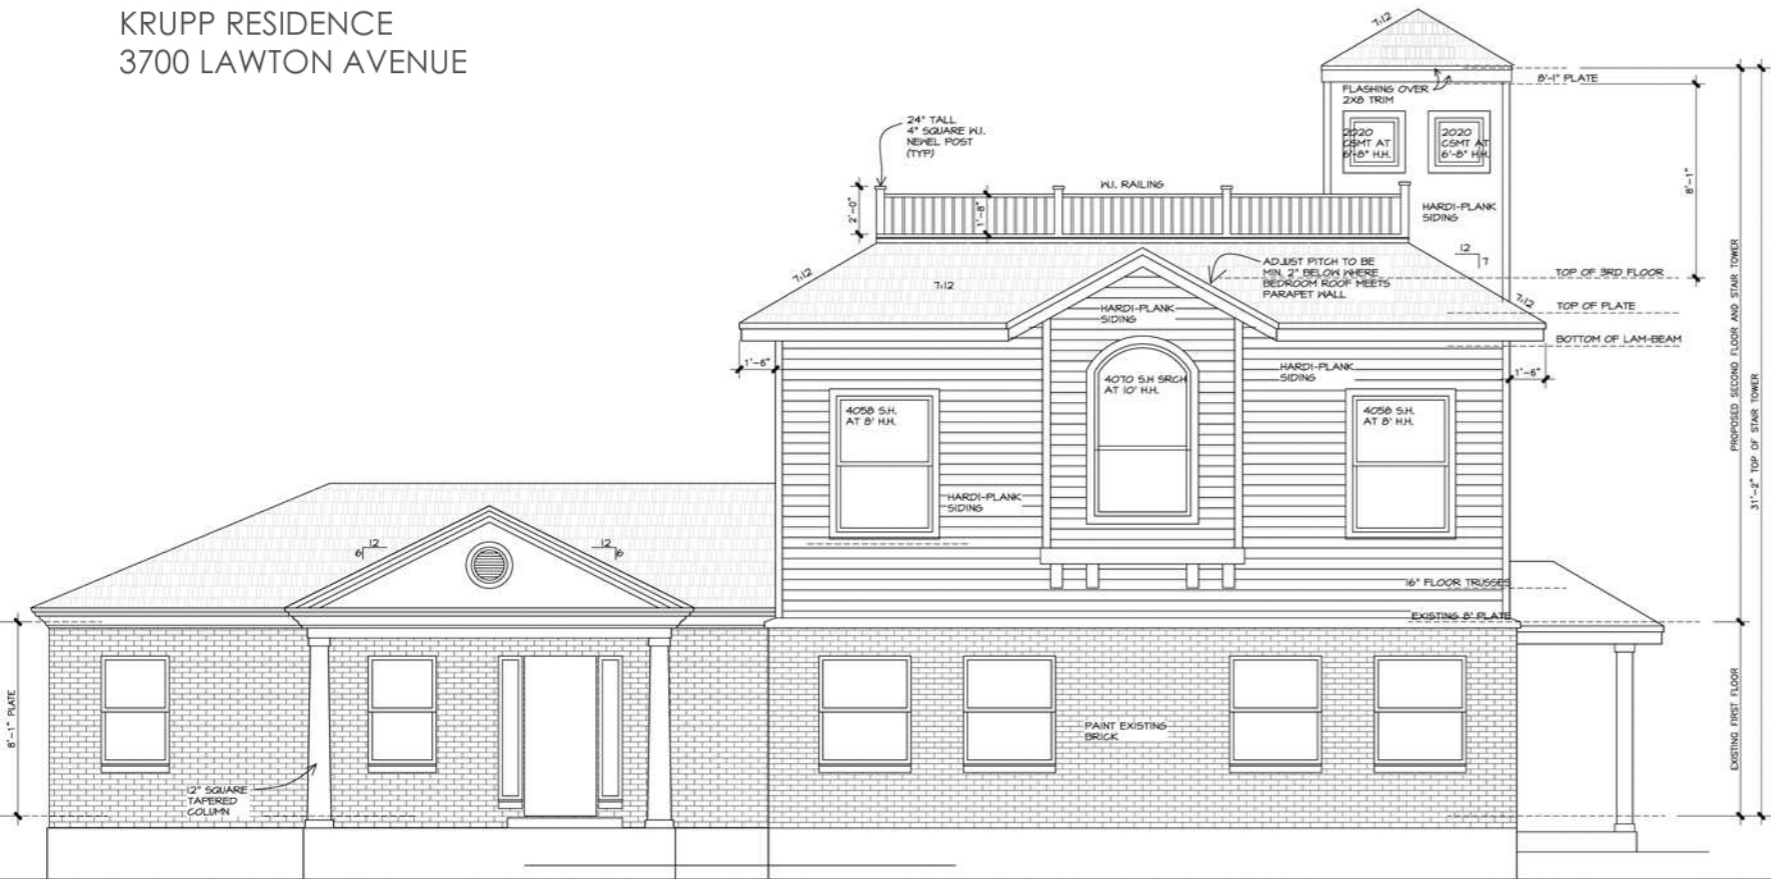 KRUPP RESIDENCE
3700 LAWTON AVENUE
7:12
8'-1" PLATE
FLASHING OVER
2X8 TRIM
24" TALL
4" SQUARE W.I.
NEWEL POST
(TYP)
2020
CSMT AT
6'-8" H.H.
2020
CSMT AT
6'-8" H.H.
W.I. RAILING
2'-0"
1'-8"
8'-1"
HARDI-PLANK
SIDING
12
7
ADJUST PITCH TO BE
MIN. 2" BELOW WHERE
BEDROOM ROOF MEETS
PARAPET WALL
7:12
7:12
TOP OF 3RD FLOOR
7:12
TOP OF PLATE
HARDI-PLANK
SIDING
BOTTOM OF LAM-BEAM
1'-6"
HARDI-PLANK
SIDING
1'-6"
4070 S.H SRCH
AT 10' H.H.
4058 S.H.
AT 8' H.H.
4058 S.H.
AT 8' H.H.
PROPOSED SECOND FLOOR AND STAIR TOWER
31'-2" TOP OF STAIR TOWER
HARDI-PLANK
SIDING
12
6
12
6
16" FLOOR TRUSSES
EXISTING 8' PLATE
8'-1" PLATE
PAINT EXISTING
BRICK
EXISTING FIRST FLOOR
12" SQUARE
TAPERED
COLUMN